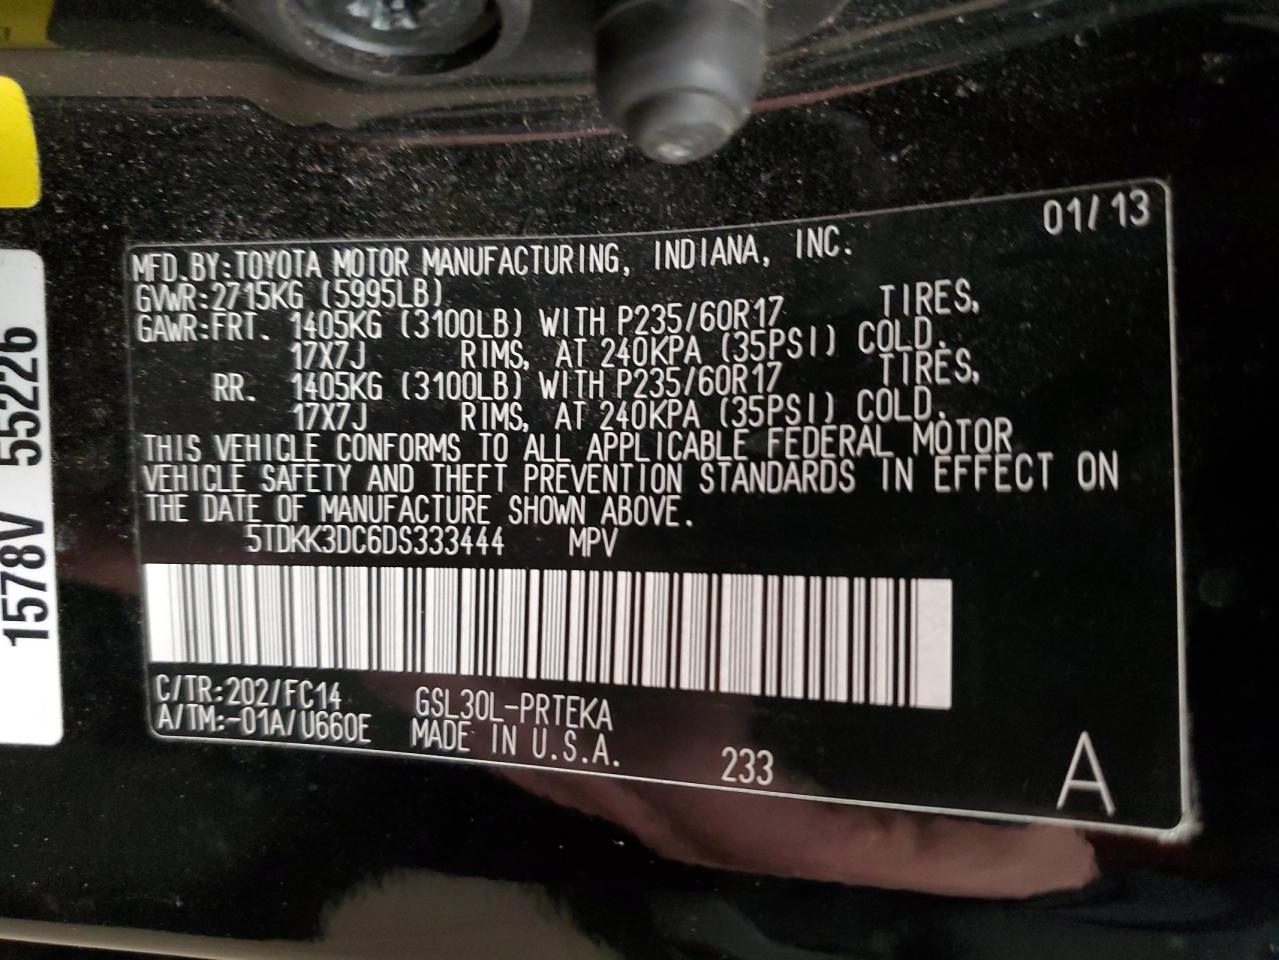 01/13
MFD.BY:TOYOTA MOTOR MANUFACTURING, INDIANA, INC.
GVWR:2715KG (5995LB)
GAWR:FRT. 1405KG (3100LB) WITH P235/60R17 TIRES,
17X7J RIMS, AT 240KPA (35PSI) COLD.
RR. 1405KG (3100LB) WITH P235/60R17 TIRES,
17X7J RIMS, AT 240KPA (35PSI) COLD.
THIS VEHICLE CONFORMS TO ALL APPLICABLE FEDERAL MOTOR
VEHICLE SAFETY AND THEFT PREVENTION STANDARDS IN EFFECT ON
THE DATE OF MANUFACTURE SHOWN ABOVE.
5TDKK3DC6DS333444 MPV
C/TR:202/FC14 GSL30L-PRTEKA
A/TM:-01A/U660E MADE IN U.S.A.
233
A
1578V 55226